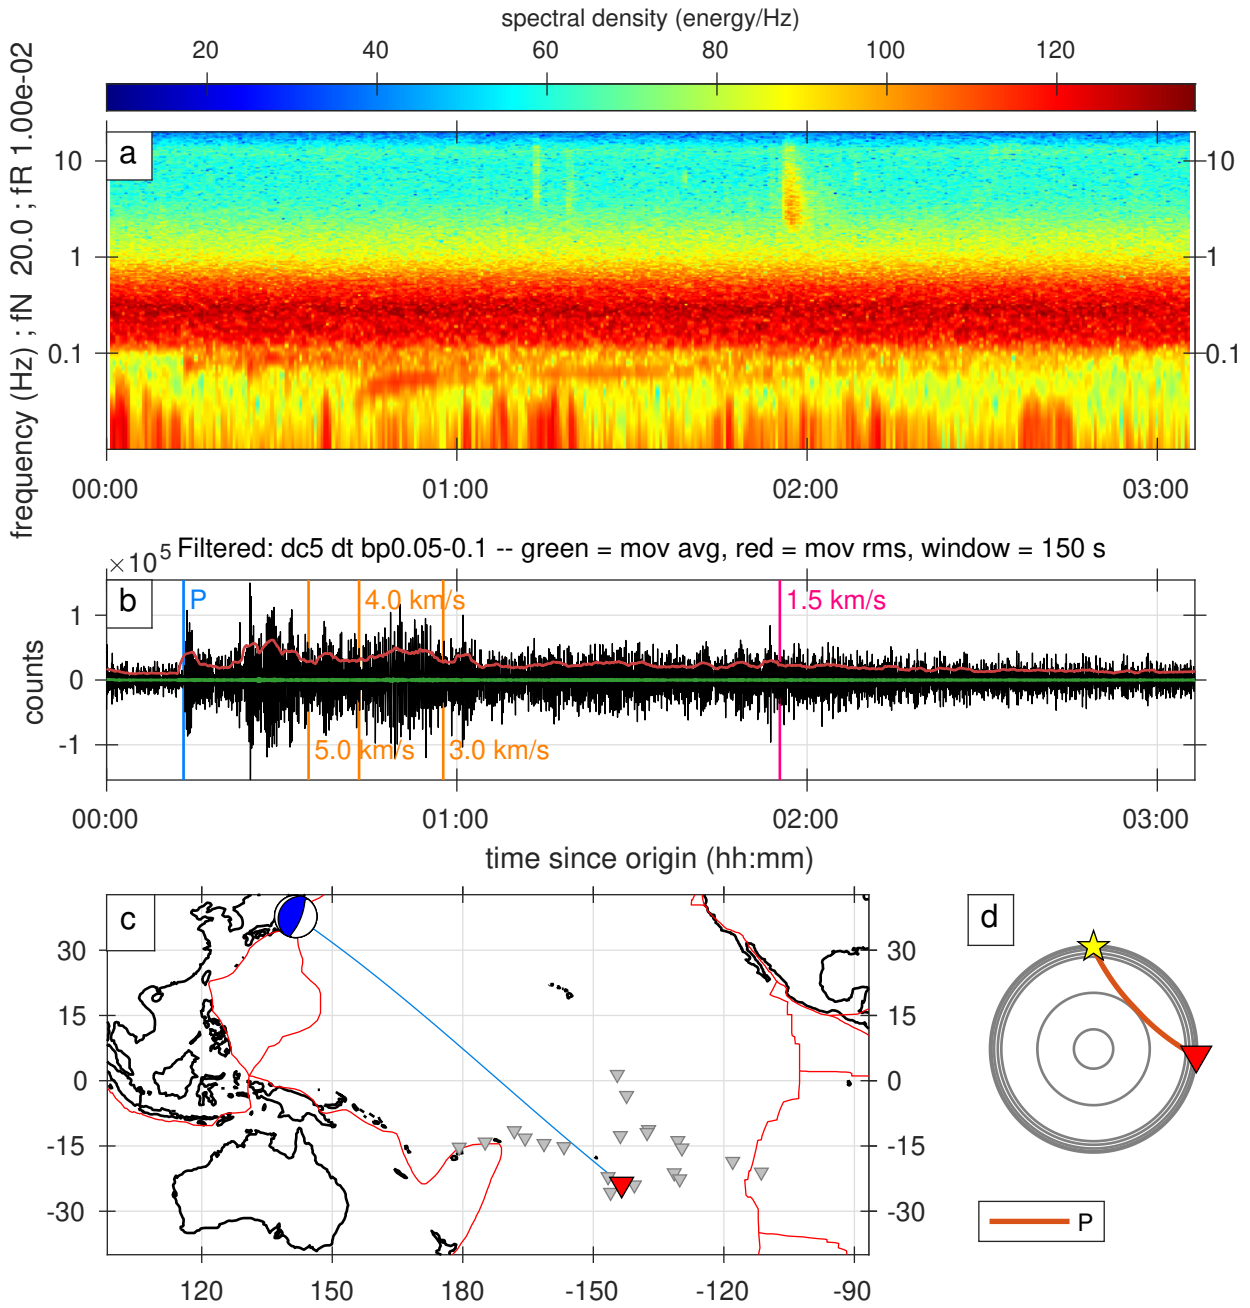 spectral density (energy/Hz)
20 40 60 80 100 120
frequency (Hz) ; fN 20.0 ; fR 1.00e-02
a
10 10
1 1
0.1 0.1
00:00 01:00 02:00 03:00
×10^5 Filtered: dc5 dt bp0.05-0.1 -- green = mov avg, red = mov rms, window = 150 s
b
P 4.0 km/s 1.5 km/s
counts
1
0
-1
5.0 km/s 3.0 km/s
00:00 01:00 02:00 03:00
time since origin (hh:mm)
c
d
30 30
15 15
0 0
-15 -15
-30 -30
120 150 180 -150 -120 -90
P